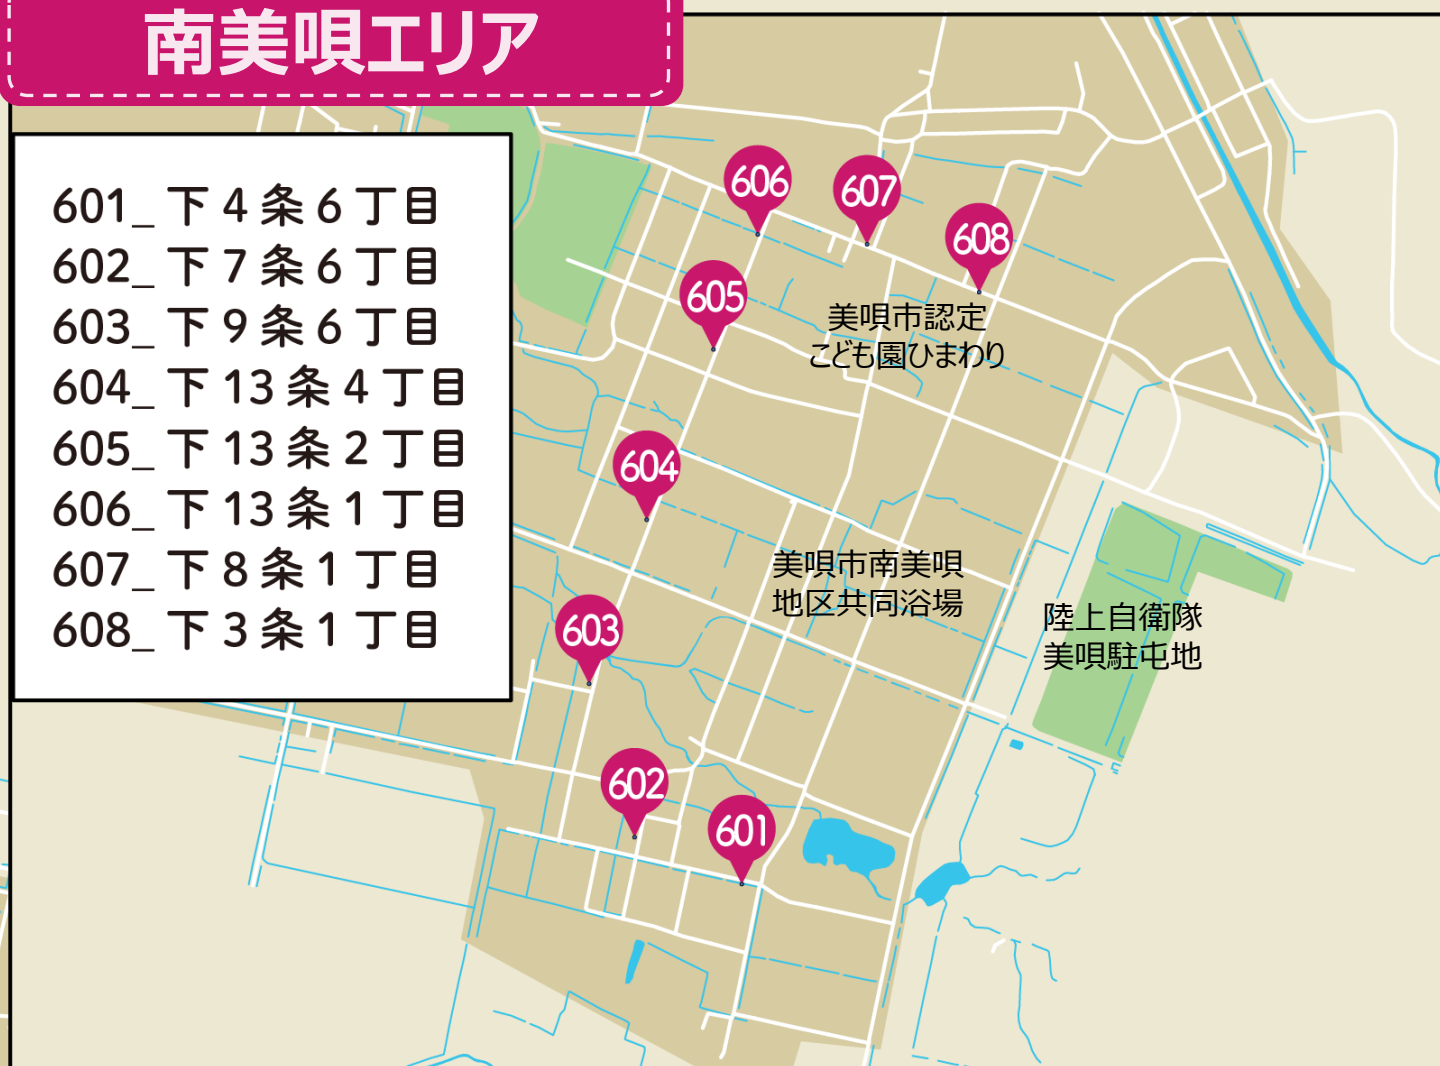 南美唄エリア
601_下4条6丁目
602_下7条6丁目
603_下9条6丁目
604_下13条4丁目
605_下13条2丁目
606_下13条1丁目
607_下8条1丁目
608_下3条1丁目
606
607
608
605
美唄市認定
こども園ひまわり
604
美唄市南美唄
地区共同浴場
603
陸上自衛隊
美唄駐屯地
602
601